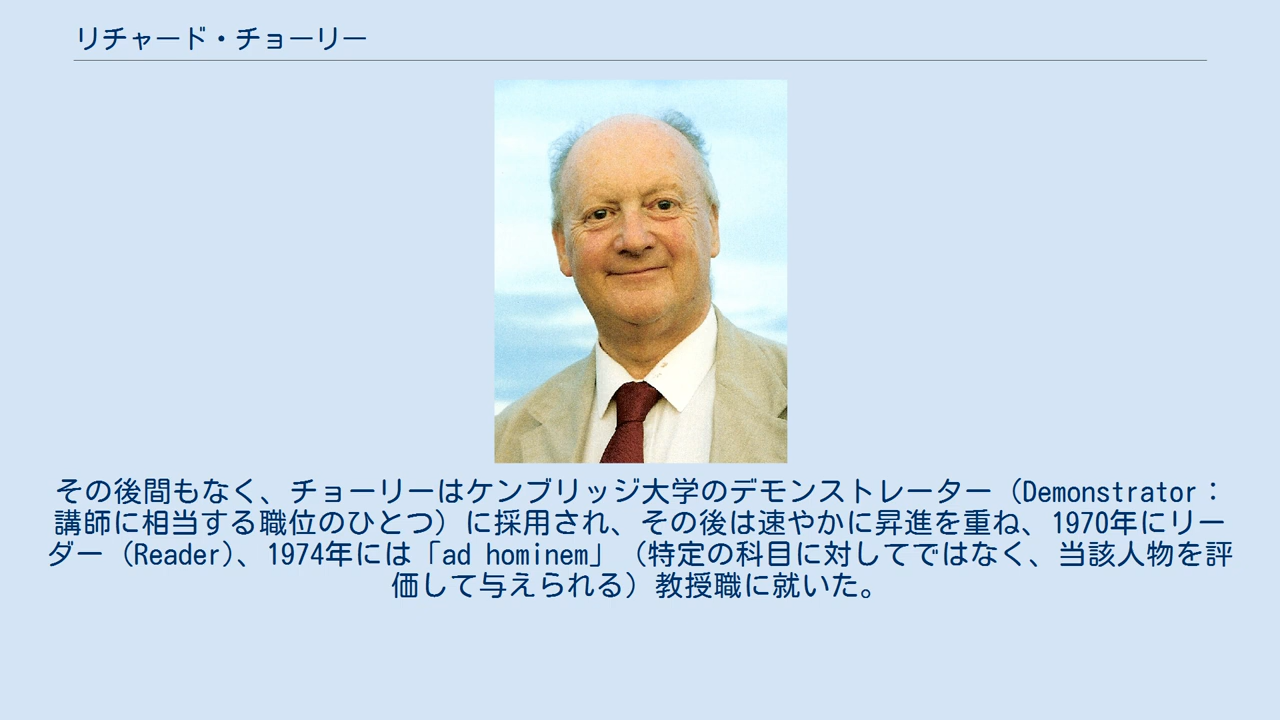 リチャード・チョーリー
その後間もなく、チョーリーはケンブリッジ大学のデモンストレーター（Demonstrator：
講師に相当する職位のひとつ）に採用され、その後は速やかに昇進を重ね、1970年にリー
ダー（Reader）、1974年には「ad hominem」（特定の科目に対してではなく、当該人物を評
価して与えられる）教授職に就いた。